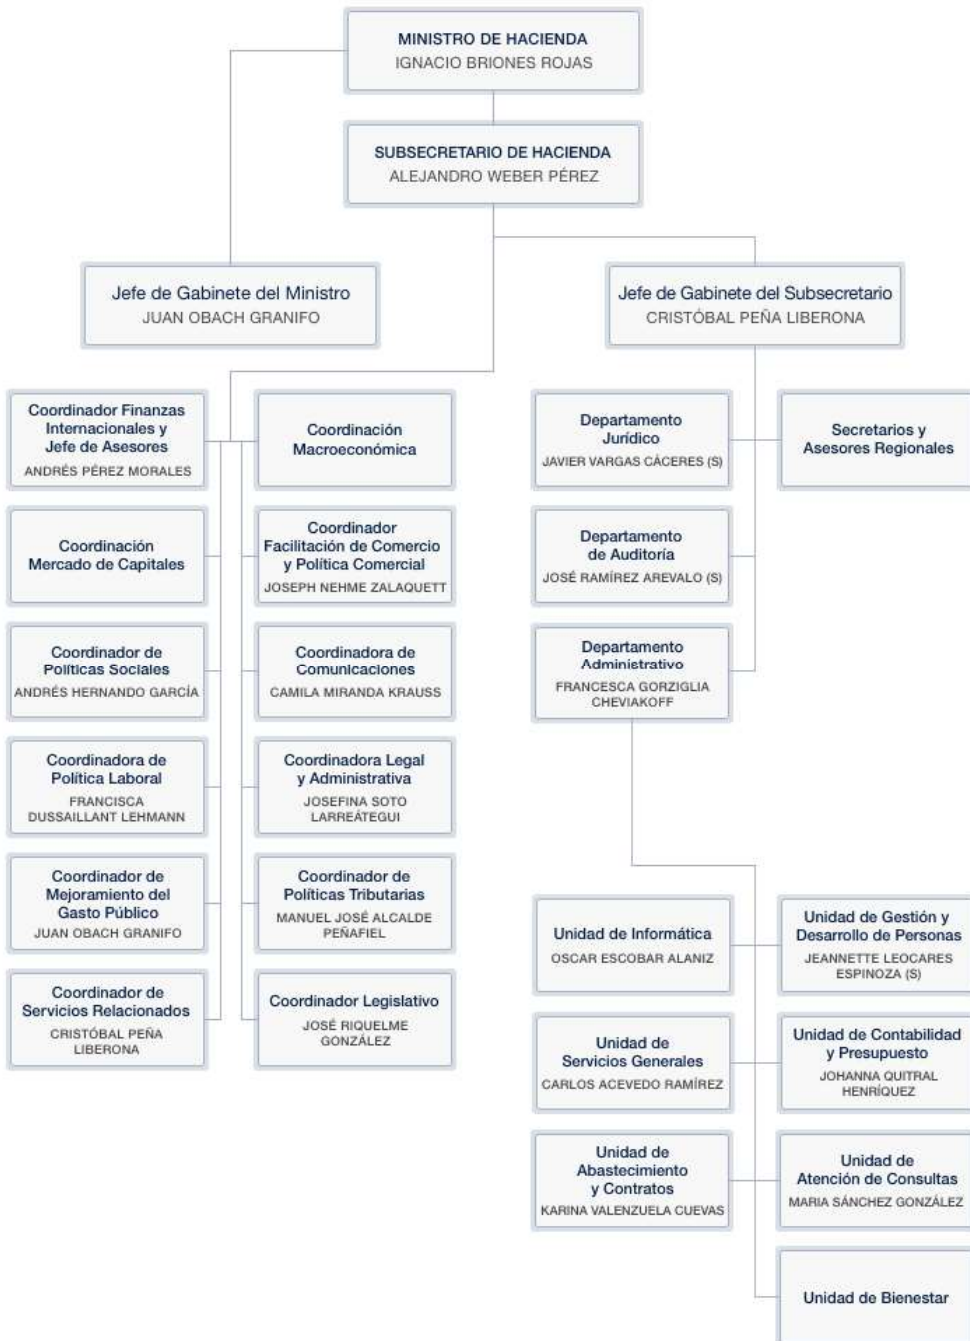 MINISTRO DE HACIENDA
IGNACIO BRIONES ROJAS
SUBSECRETARIO DE HACIENDA
ALEJANDRO WEBER PÉREZ
Jefe de Gabinete del Ministro
JUAN OBACH GRANIFO
Jefe de Gabinete del Subsecretario
CRISTÓBAL PEÑA LIBERONA
Coordinador Finanzas
Internacionales y
Jefe de Asesores
ANDRÉS PÉREZ MORALES
Coordinación
Macroeconómica
Departamento
Jurídico
JAVIER VARGAS CÁCERES (S)
Secretarios y
Asesores Regionales
Coordinación
Mercado de Capitales
Coordinador
Facilitación de Comercio
y Política Comercial
JOSEPH NEHME ZALAQUETT
Departamento
de Auditoría
JOSÉ RAMÍREZ AREVALO (S)
Coordinador de
Políticas Sociales
ANDRÉS HERNANDO GARCÍA
Coordinadora de
Comunicaciones
CAMILA MIRANDA KRAUSS
Departamento
Administrativo
FRANCESCA GORZIGLIA
CHEVIAKOFF
Coordinadora de
Política Laboral
FRANCISCA
DUSSAILLANT LEHMANN
Coordinadora Legal
y Administrativa
JOSEFINA SOTO
LARREÁTEGUI
Coordinador de
Mejoramiento del
Gasto Público
JUAN OBACH GRANIFO
Coordinador de
Políticas Tributarias
MANUEL JOSÉ ALCALDE
PEÑAFIEL
Unidad de Informática
OSCAR ESCOBAR ALANIZ
Unidad de Gestión y
Desarrollo de Personas
JEANNETTE LEOCARES
ESPINOZA (S)
Coordinador de
Servicios Relacionados
CRISTÓBAL PEÑA
LIBERONA
Coordinador Legislativo
JOSÉ RIQUELME
GONZÁLEZ
Unidad de
Servicios Generales
CARLOS ACEVEDO RAMÍREZ
Unidad de Contabilidad
y Presupuesto
JOHANNA QUITRAL
HENRÍQUEZ
Unidad de
Abastecimiento
y Contratos
KARINA VALENZUELA CUEVAS
Unidad de
Atención de Consultas
MARIA SÁNCHEZ GONZÁLEZ
Unidad de Bienestar